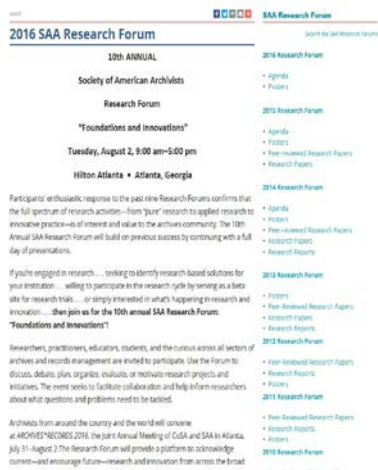 2016 SAA Research Forum
10th ANNUAL
Society of American Archivists
Research Forum
"Foundations and Innovations"
Tuesday, August 2, 9:00 am–5:00 pm
Hilton Atlanta • Atlanta, Georgia
Participants' enthusiastic response to the past nine Research Forums confirms that
the full spectrum of research activities—from "pure" research to applied research to
innovative practice—is of interest and value to the archives community. The 10th
Annual SAA Research Forum will build on previous success by continuing with a full
day of presentations.
If you're engaged in research . . . seeking to identify research-based solutions for
your institution . . . willing to participate in the research cycle by serving as a beta
site for research trials . . . or simply interested in what's happening in research and
innovation . . . then join us for the 10th annual SAA Research Forum:
"Foundations and Innovations"!
Researchers, practitioners, educators, students, and the curious across all sectors of
archives and records management are invited to participate. Use the Forum to
discuss, debate, plan, organize, evaluate, or motivate research projects and
initiatives. The event seeks to facilitate collaboration and help inform researchers
about what questions and problems need to be tackled.
Archivists from around the country and the world will convene
at ARCHIVES*RECORDS 2016, the Joint Annual Meeting of CoSA and SAA in Atlanta,
July 31-August 2.The Research Forum will provide a platform to acknowledge
current—and encourage future—research and innovation from across the broad
SAA Research Forum
Search the SAA Research Forums
2016 Research Forum
• Agenda
• Posters
2015 Research Forum
• Agenda
• Posters
• Peer-reviewed Research Papers
• Research Papers
2014 Research Forum
• Agenda
• Posters
• Peer-reviewed Research Papers
• Research Papers
• Research Reports
2013 Research Forum
• Posters
• Peer-Reviewed Research Papers
• Research Papers
• Research Reports
2012 Research Forum
• Peer-Reviewed Research Papers
• Research Reports
• Posters
2011 Research Forum
• Peer-Reviewed Research Papers
• Research Reports
• Posters
2010 Research Forum